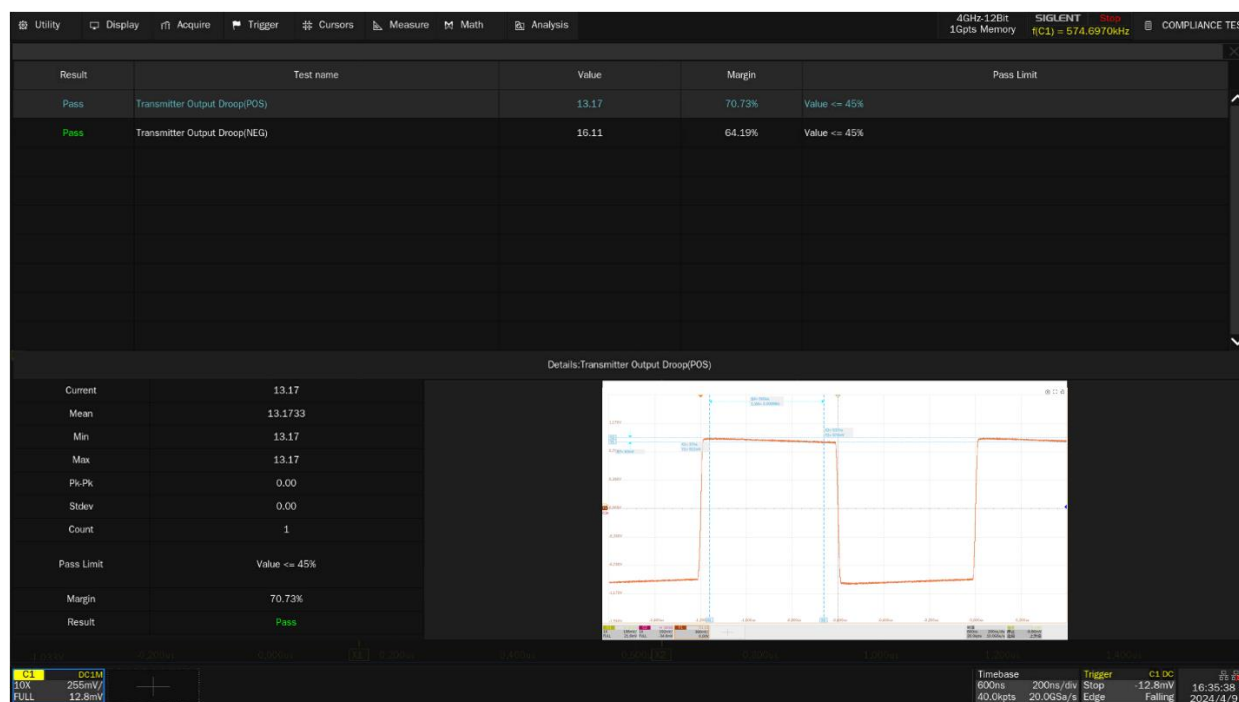 Utility Display Acquire Trigger Cursors Measure Math Analysis 4GHz-12Bit SIGLENT Stop COMPLIANCE TES
1Gpts Memory f(C1) = 574.6970kHz
Result Test name Value Margin Pass Limit
Pass Transmitter Output Droop(POS) 13.17 70.73% Value <= 45%
Pass Transmitter Output Droop(NEG) 16.11 64.19% Value <= 45%
Details:Transmitter Output Droop(POS)
Current 13.17
Mean 13.1733
Min 13.17
Max 13.17
Pk-Pk 0.00
Stdev 0.00
Count 1
Pass Limit Value <= 45%
Margin 70.73%
Result Pass
C1 DC1M Timebase Trigger C1 DC
10X 255mV/ 600ns 200ns/div Stop -12.8mV 16:35:38
FULL 12.8mV 40.0kpts 20.0GSa/s Edge Falling 2024/4/9